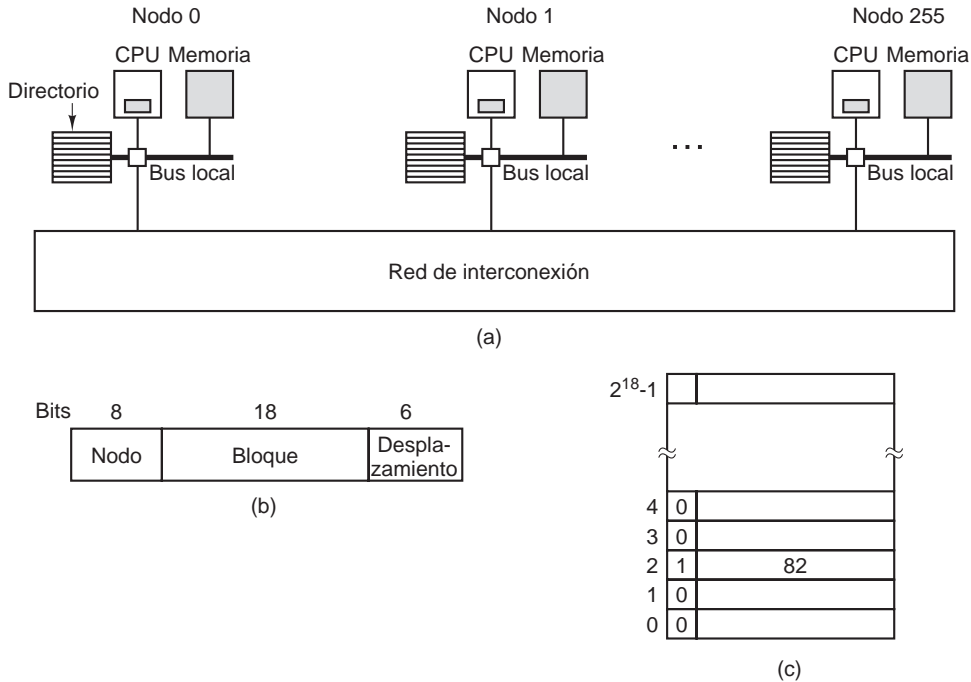 Nodo 0
Nodo 1
Nodo 255
CPU Memoria
CPU Memoria
CPU Memoria
Directorio
...
Bus local
Bus local
Bus local
Red de interconexión
(a)
Bits 8 18 6
Nodo Bloque Despla-
zamiento
(b)
2^18-1
4 0
3 0
2 1 82
1 0
0 0
(c)